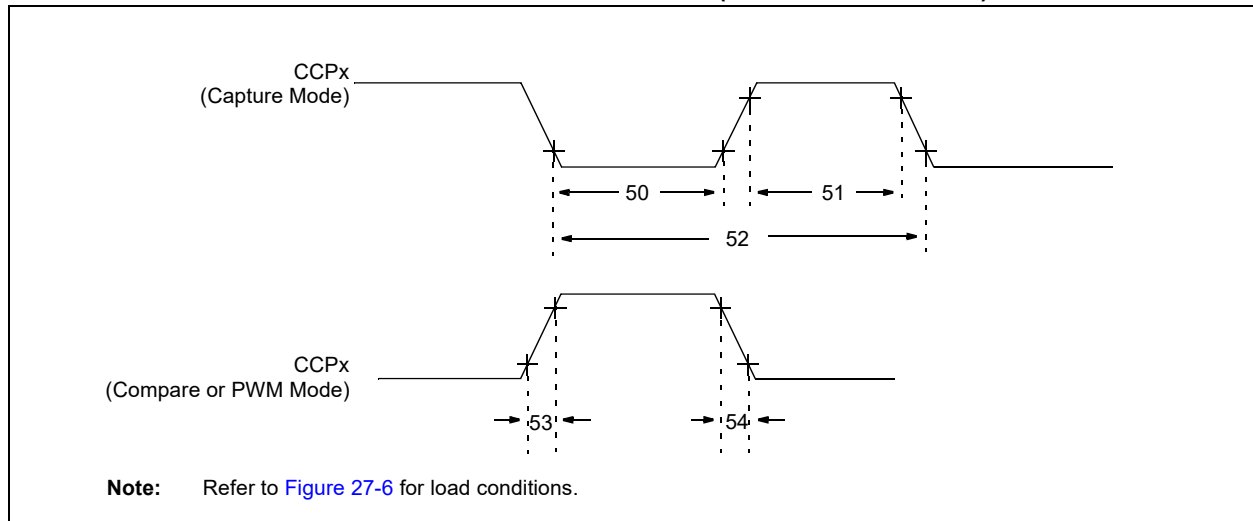 CCPx
(Capture Mode)
50
51
52
CCPx
(Compare or PWM Mode)
53
54
Note: Refer to Figure 27-6 for load conditions.